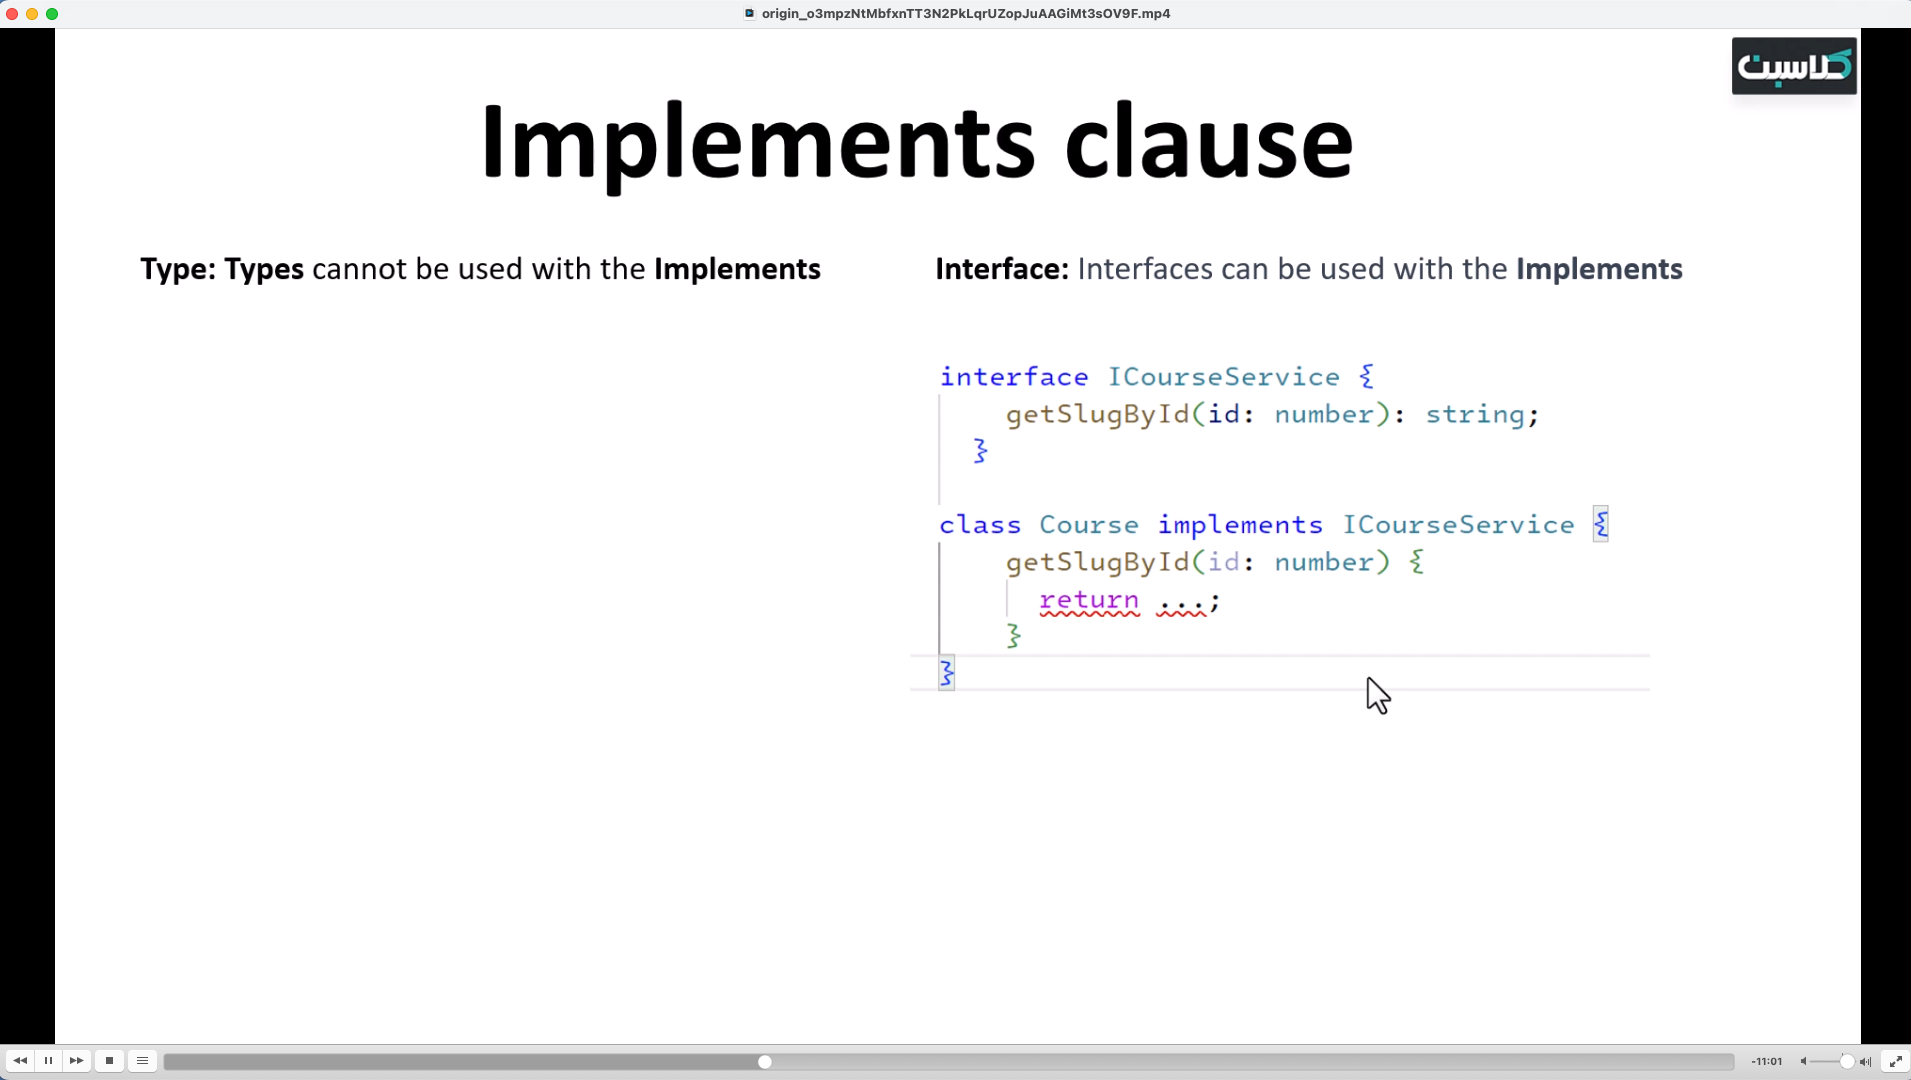 origin_o3mpzNtMbfxnTT3N2PkLqrUZopJuAAGiMt3sOV9F.mp4
کلاسبن
Implements clause
Type: Types cannot be used with the Implements
Interface: Interfaces can be used with the Implements
interface ICourseService {
getSlugById(id: number): string;
}
class Course implements ICourseService {
getSlugById(id: number) {
return ...;
}
}
-11:01